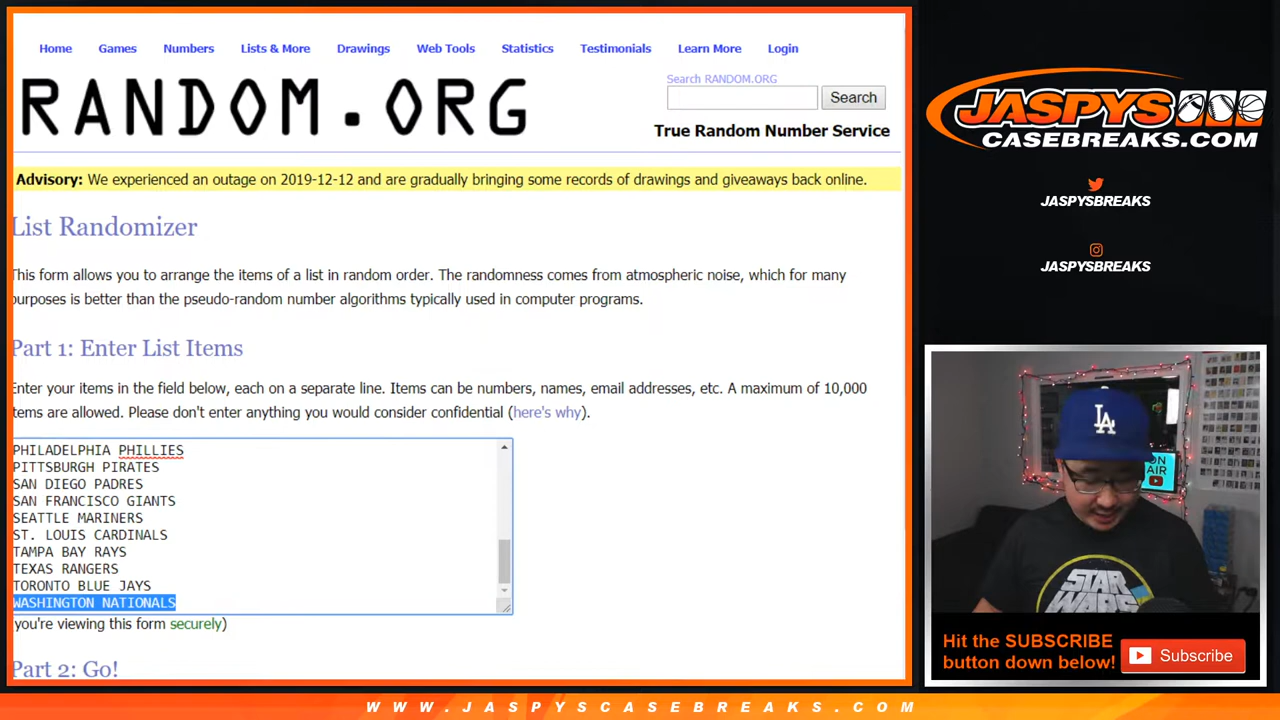 Home Games Numbers Lists & More Drawings Web Tools Statistics Testimonials Learn More Login
RANDOM.ORG
Search RANDOM.ORG
Search
True Random Number Service
Advisory: We experienced an outage on 2019-12-12 and are gradually bringing some records of drawings and giveaways back online.
List Randomizer
This form allows you to arrange the items of a list in random order. The randomness comes from atmospheric noise, which for many
purposes is better than the pseudo-random number algorithms typically used in computer programs.
Part 1: Enter List Items
Enter your items in the field below, each on a separate line. Items can be numbers, names, email addresses, etc. A maximum of 10,000
items are allowed. Please don't enter anything you would consider confidential (here's why).
PHILADELPHIA PHILLIES
PITTSBURGH PIRATES
SAN DIEGO PADRES
SAN FRANCISCO GIANTS
SEATTLE MARINERS
ST. LOUIS CARDINALS
TAMPA BAY RAYS
TEXAS RANGERS
TORONTO BLUE JAYS
WASHINGTON NATIONALS
you're viewing this form securely)
Part 2: Go!
JASPYS
CASEBREAKS.COM
JASPYSBREAKS
JASPYSBREAKS
LA
ON
AIR
STAR
WARS
Hit the SUBSCRIBE
button down below!
Subscribe
WWW.JASPYSCASEBREAKS.COM